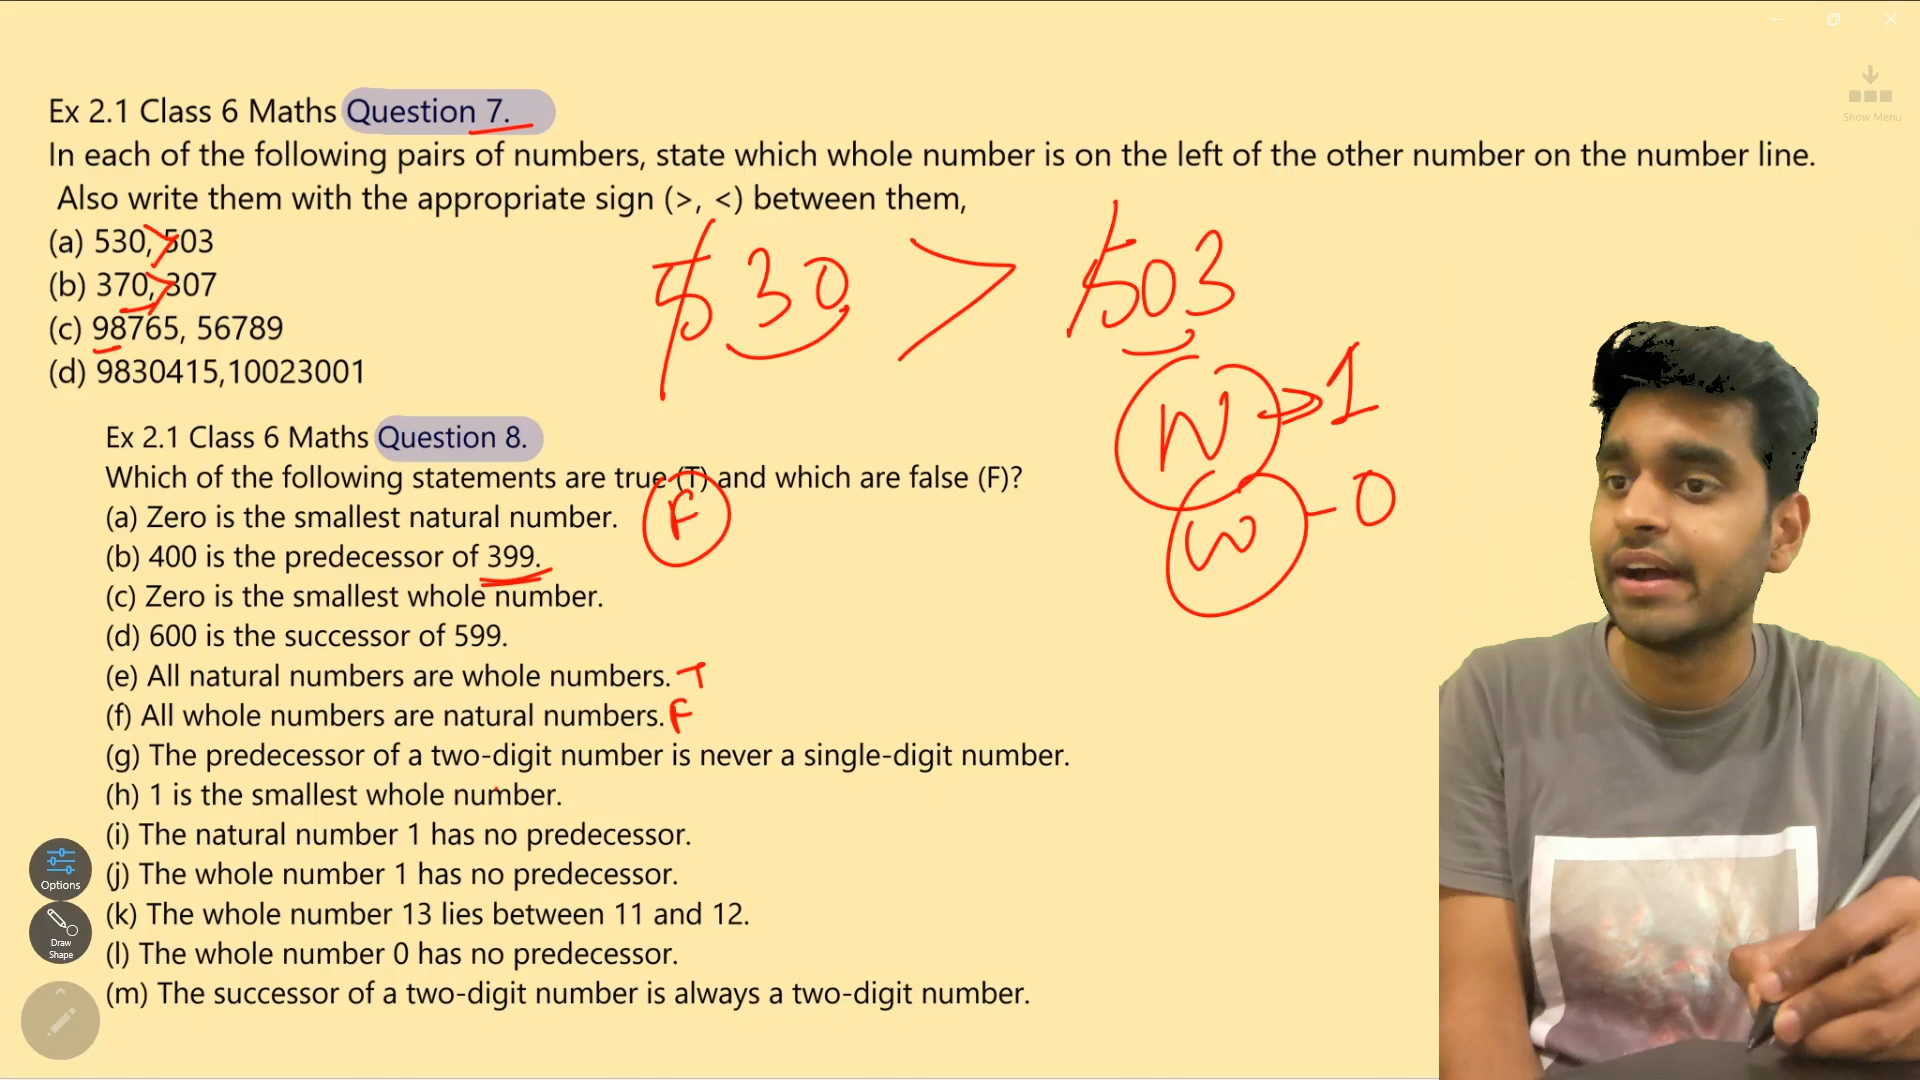 Show Menu
Ex 2.1 Class 6 Maths Question 7.
In each of the following pairs of numbers, state which whole number is on the left of the other number on the number line.
Also write them with the appropriate sign (>, <) between them,
(a) 530, > 503
(b) 370, > 307
(c) 98765, 56789
(d) 9830415,10023001
530 > 503
N → 1
W - 0
Ex 2.1 Class 6 Maths Question 8.
Which of the following statements are true (T) and which are false (F)?
(a) Zero is the smallest natural number. F
(b) 400 is the predecessor of 399.
(c) Zero is the smallest whole number.
(d) 600 is the successor of 599.
(e) All natural numbers are whole numbers. T
(f) All whole numbers are natural numbers. F
(g) The predecessor of a two-digit number is never a single-digit number.
(h) 1 is the smallest whole number.
(i) The natural number 1 has no predecessor.
(j) The whole number 1 has no predecessor.
(k) The whole number 13 lies between 11 and 12.
(l) The whole number 0 has no predecessor.
(m) The successor of a two-digit number is always a two-digit number.
Options
Draw
Shape